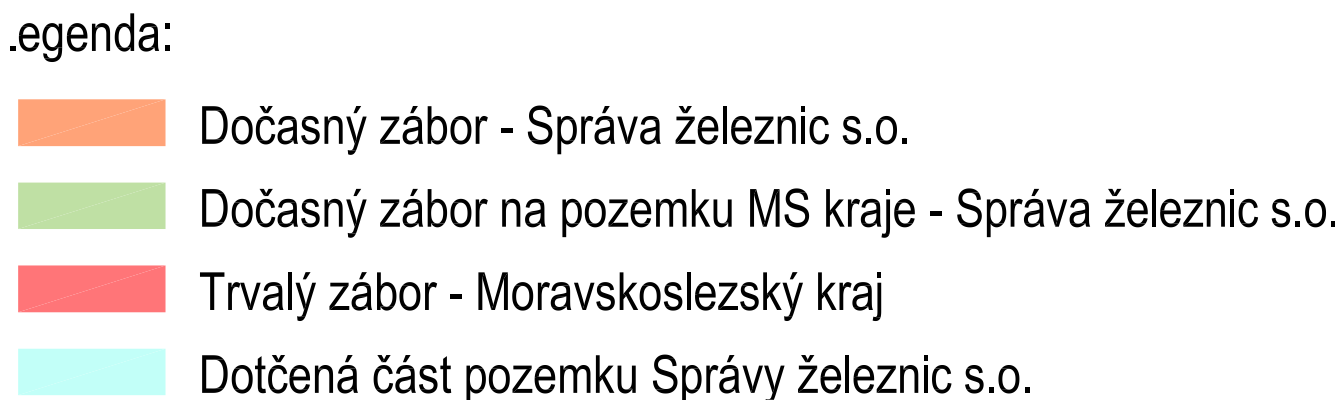 Legenda:
Dočasný zábor - Správa železnic s.o.
Dočasný zábor na pozemku MS kraje - Správa železnic s.o.
Trvalý zábor - Moravskoslezský kraj
Dotčená část pozemku Správy železnic s.o.